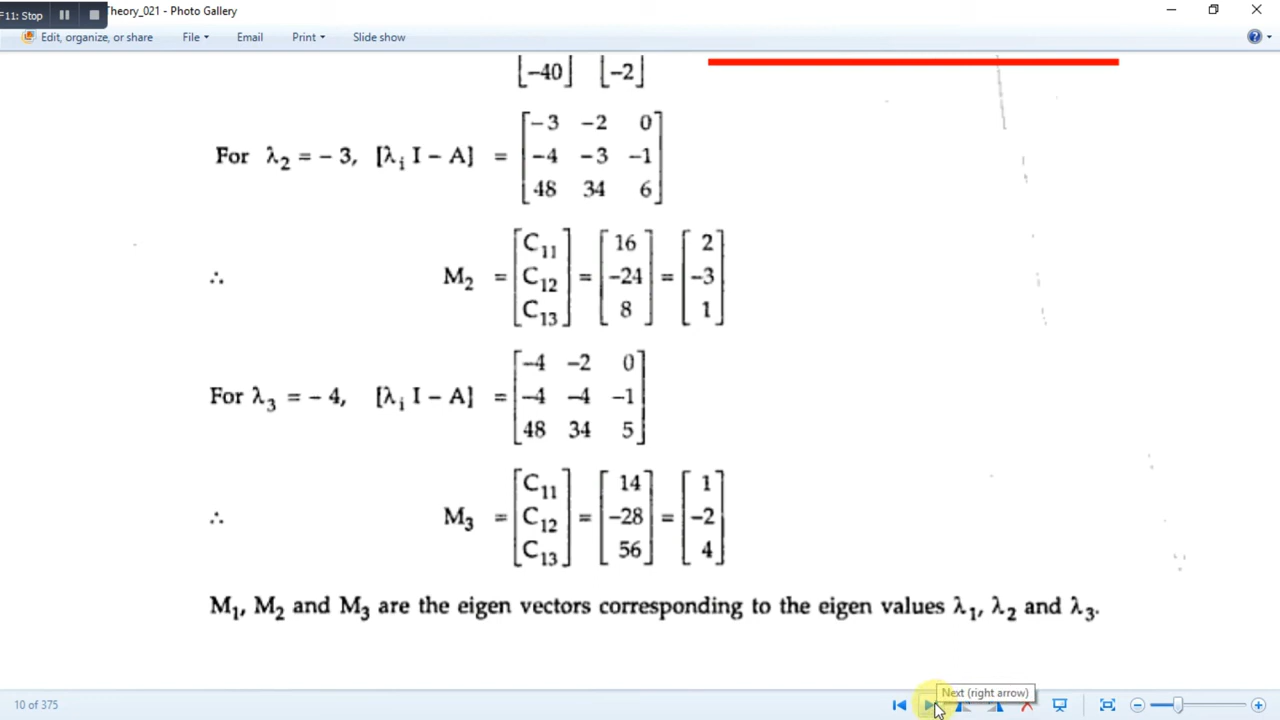 F11: Stop
Theory_021 - Photo Gallery
Edit, organize, or share File Email Print Slide show
[-40] [-2]
For λ2 = – 3, [λi I – A] = [–3 –2 0
–4 –3 –1
48 34 6]
∴ M2 = [C11
C12
C13] = [16
–24
8] = [2
–3
1]
For λ3 = – 4, [λi I – A] = [–4 –2 0
–4 –4 –1
48 34 5]
∴ M3 = [C11
C12
C13] = [14
–28
56] = [1
–2
4]
M1, M2 and M3 are the eigen vectors corresponding to the eigen values λ1, λ2 and λ3.
Next (right arrow)
10 of 375